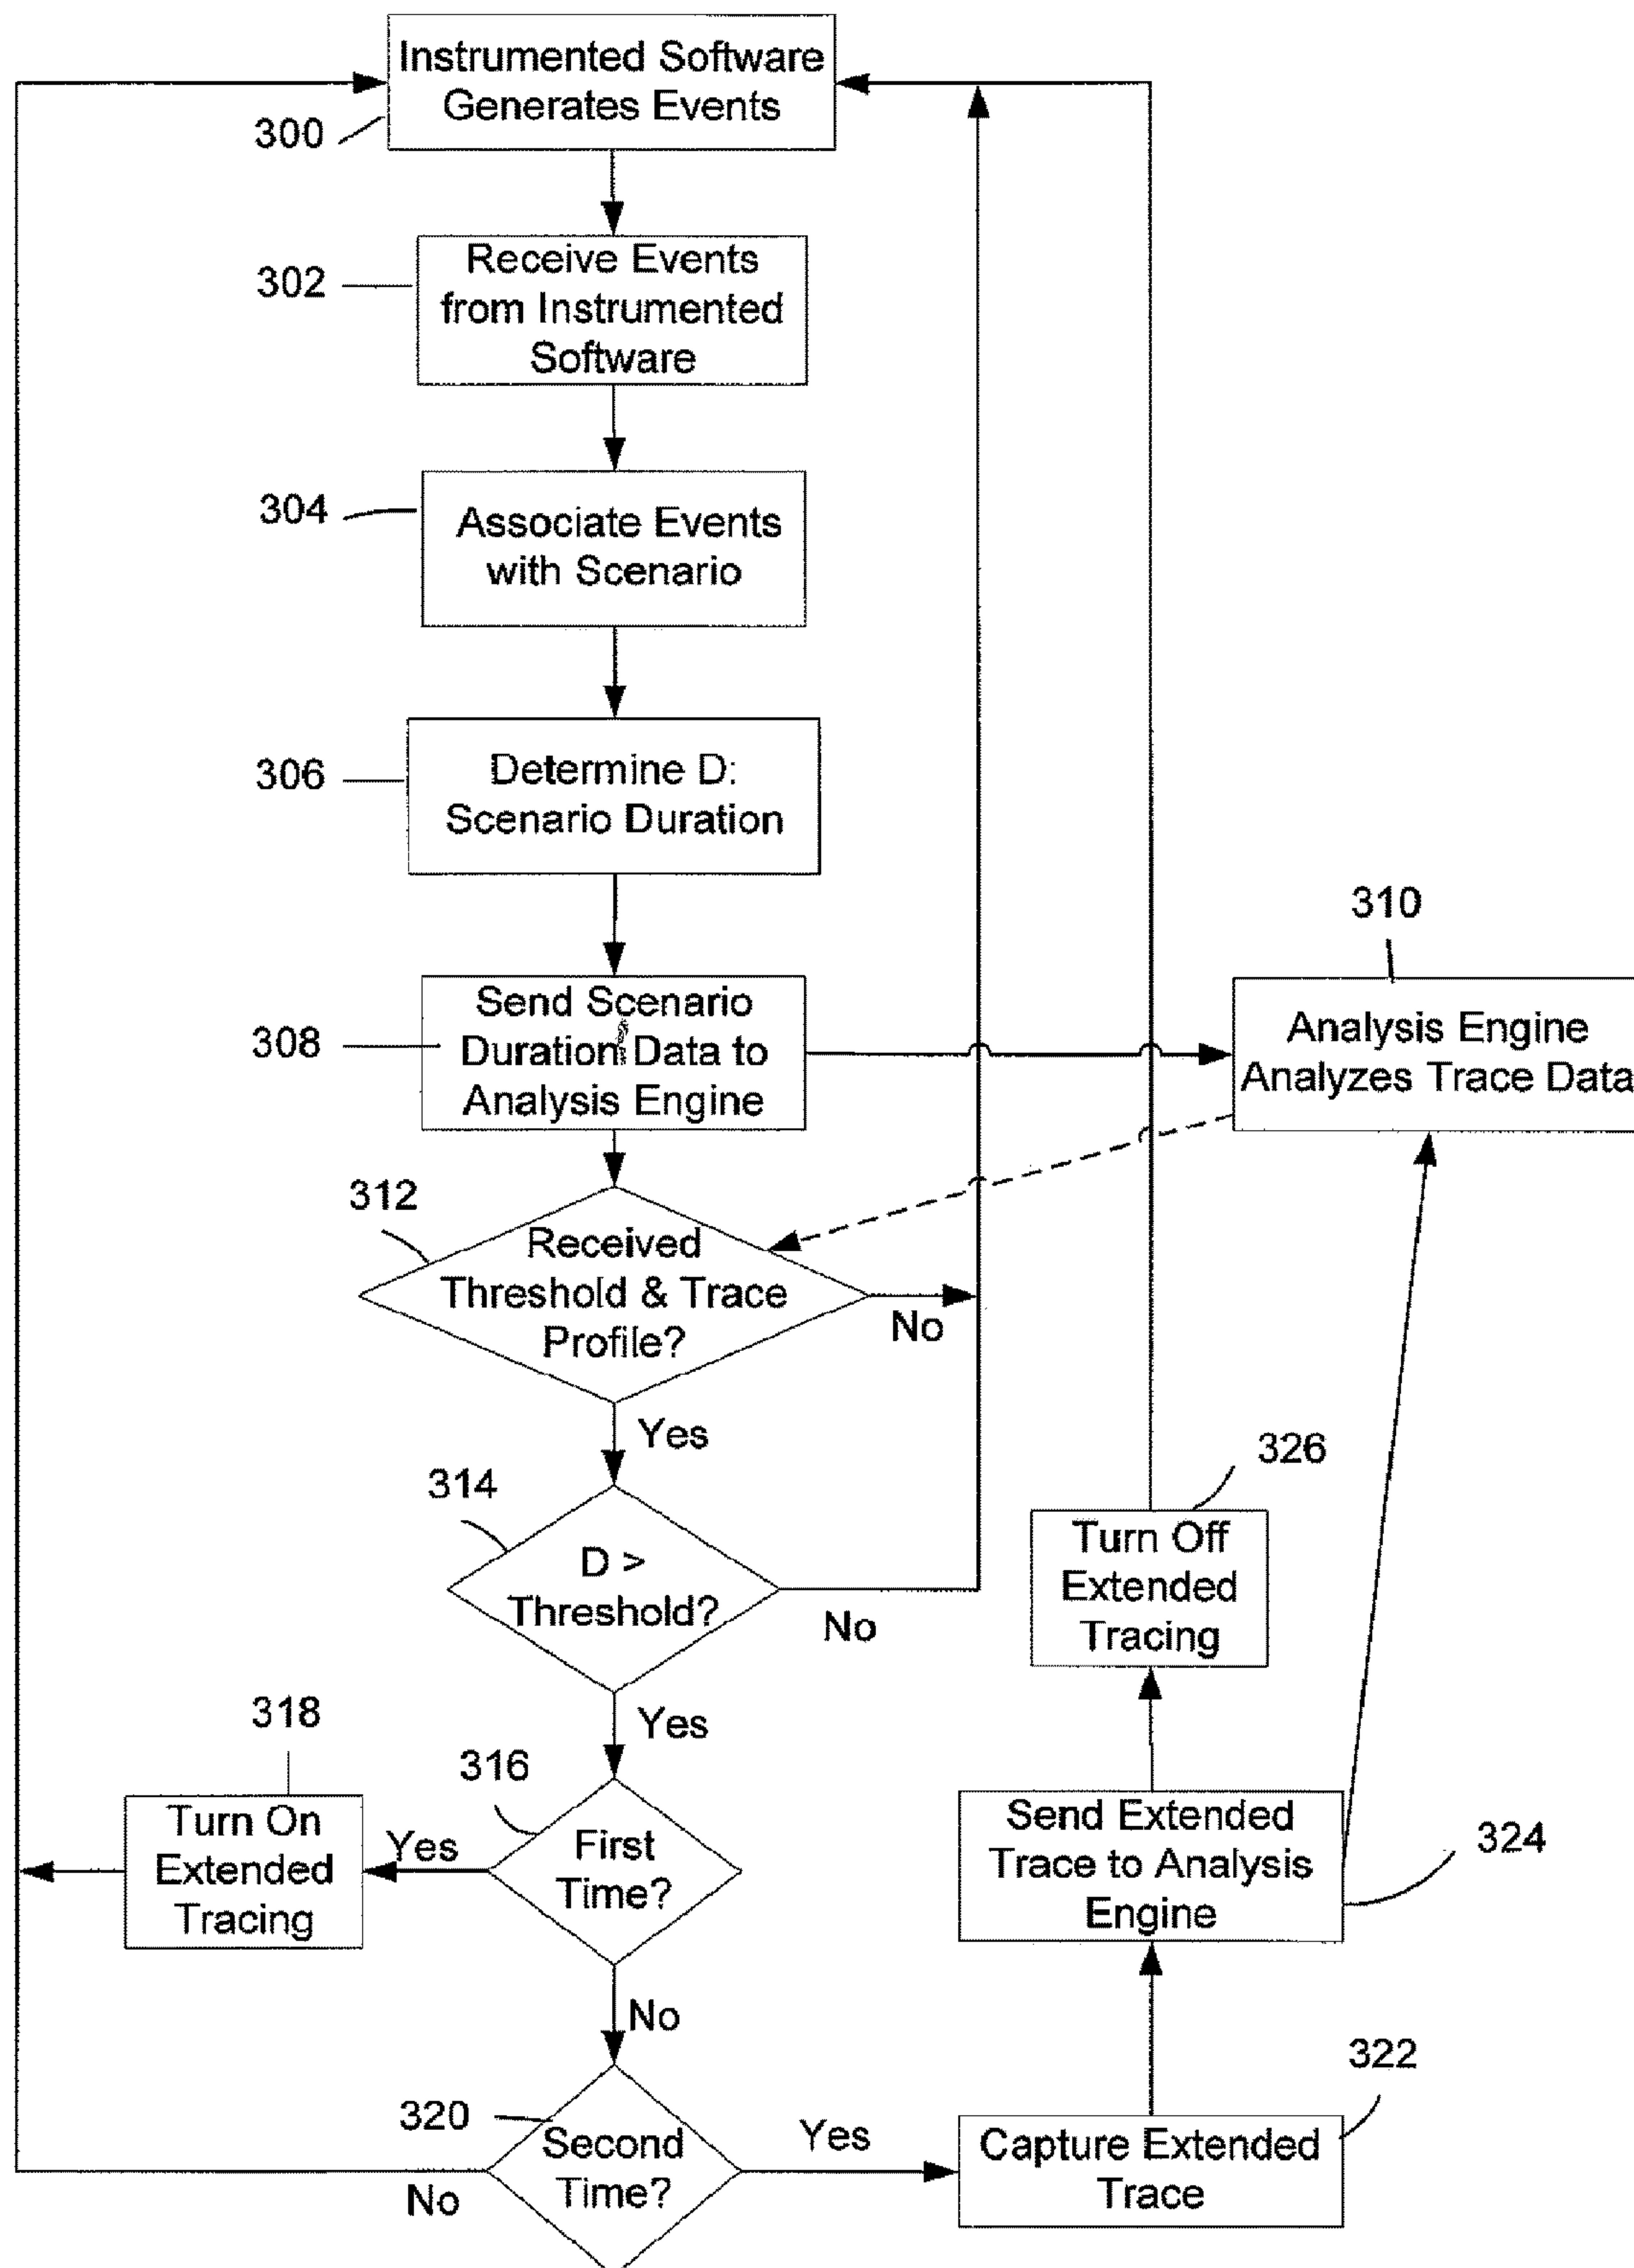 Instrumented Software
Generates Events
300
302
Receive Events
from Instrumented
Software
304
Associate Events
with Scenario
306
Determine D:
Scenario Duration
310
308
Send Scenario
Duration Data to
Analysis Engine
Analysis Engine
Analyzes Trace Data
312
Received
Threshold & Trace
Profile?
No
Yes
314
D >
Threshold?
No
326
Turn Off
Extended
Tracing
Yes
318
Turn On
Extended
Tracing
316
Yes
First
Time?
Send Extended
Trace to Analysis
Engine
324
No
320
Second
Time?
No
Yes
322
Capture Extended
Trace